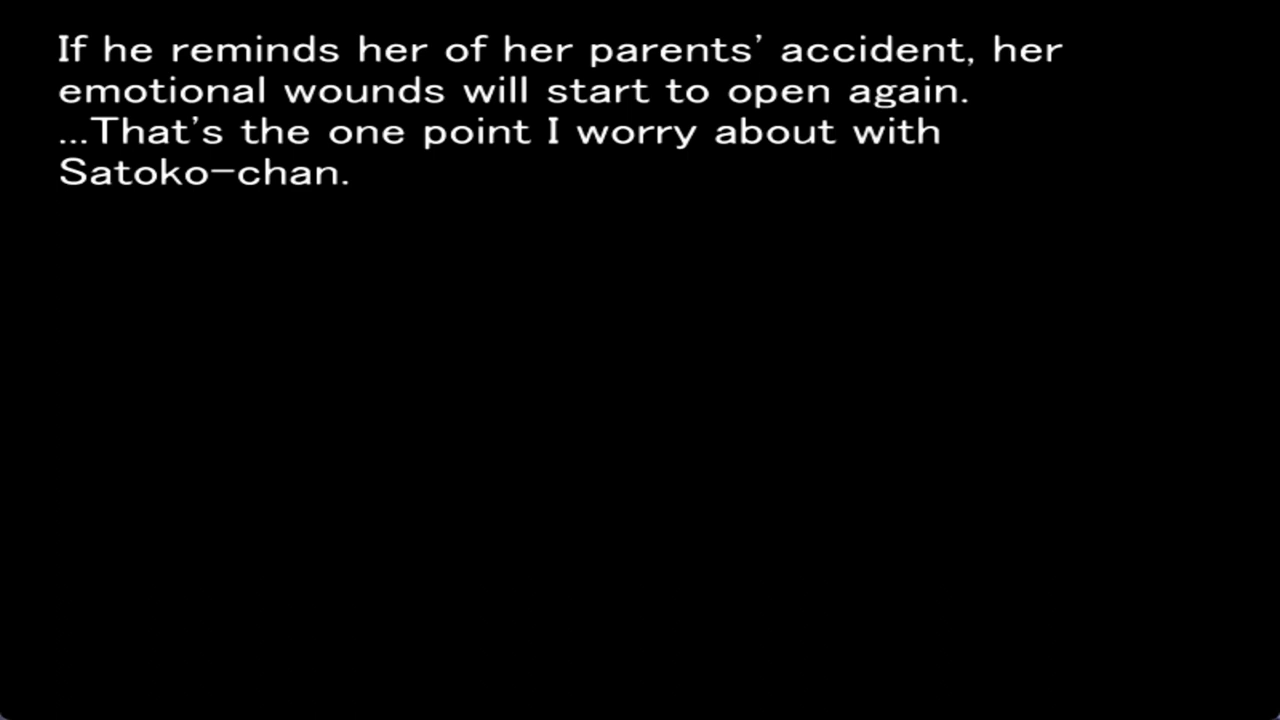 If he reminds her of her parents' accident, her
emotional wounds will start to open again.
...That's the one point I worry about with
Satoko-chan.